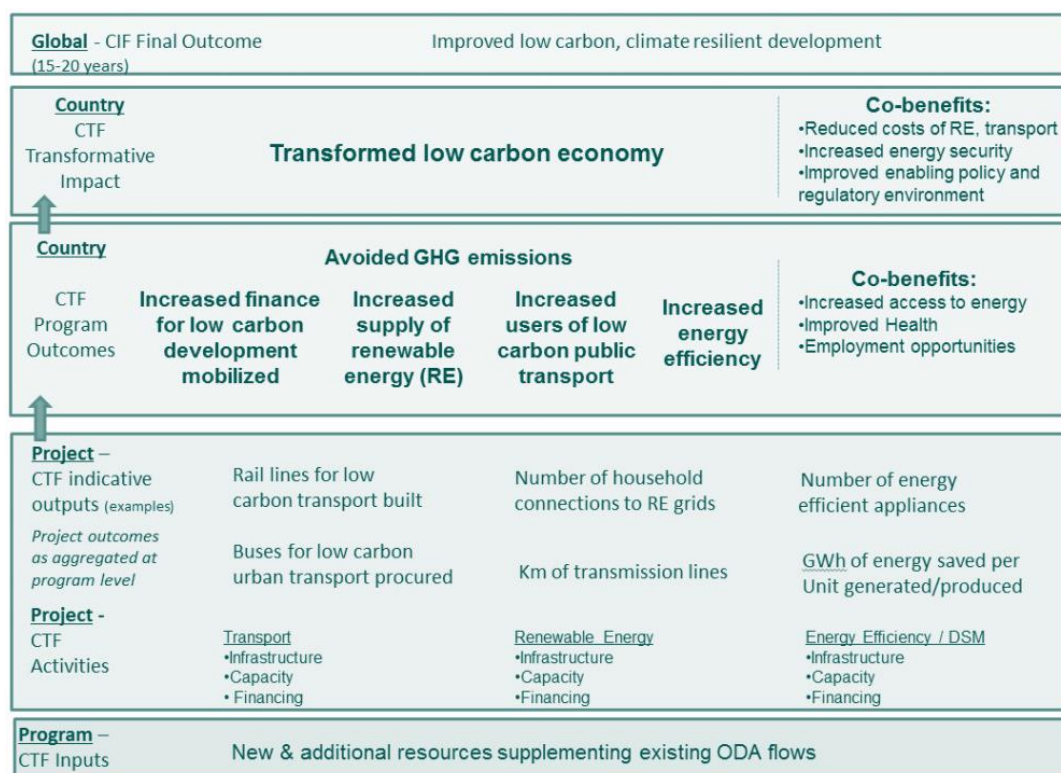 Global - CIF Final Outcome
(15-20 years)
Improved low carbon, climate resilient development
Country
CTF
Transformative
Impact
Transformed low carbon economy
Co-benefits:
•Reduced costs of RE, transport
•Increased energy security
•Improved enabling policy and
regulatory environment
Country
CTF
Program
Outcomes
Avoided GHG emissions
Increased finance
for low carbon
development
mobilized
Increased
supply of
renewable
energy (RE)
Increased
users of low
carbon public
transport
Increased
energy
efficiency
Co-benefits:
•Increased access to energy
•Improved Health
•Employment opportunities
Project –
CTF indicative
outputs (examples)
Project outcomes
as aggregated at
program level
Rail lines for low
carbon transport built
Number of household
connections to RE grids
Number of energy
efficient appliances
Buses for low carbon
urban transport procured
Km of transmission lines
GWh of energy saved per
Unit generated/produced
Project -
CTF
Activities
Transport
•Infrastructure
•Capacity
• Financing
Renewable Energy
•Infrastructure
•Capacity
•Financing
Energy Efficiency / DSM
•Infrastructure
•Capacity
•Financing
Program –
CTF Inputs
New & additional resources supplementing existing ODA flows